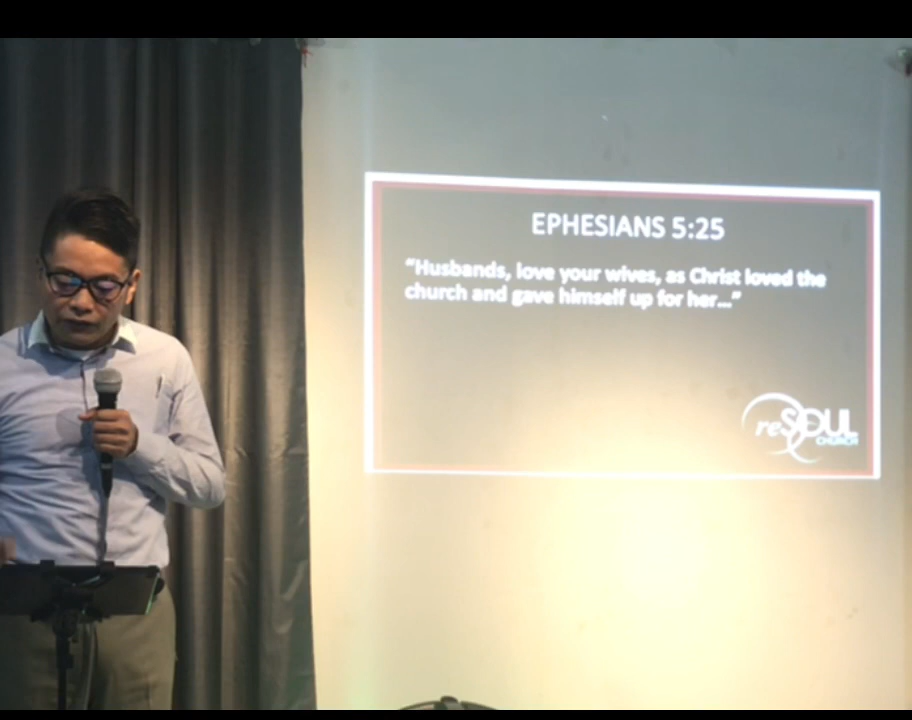 EPHESIANS 5:25
“Husbands, love your wives, as Christ loved the
church and gave himself up for her...”
reSOUL
CHURCH